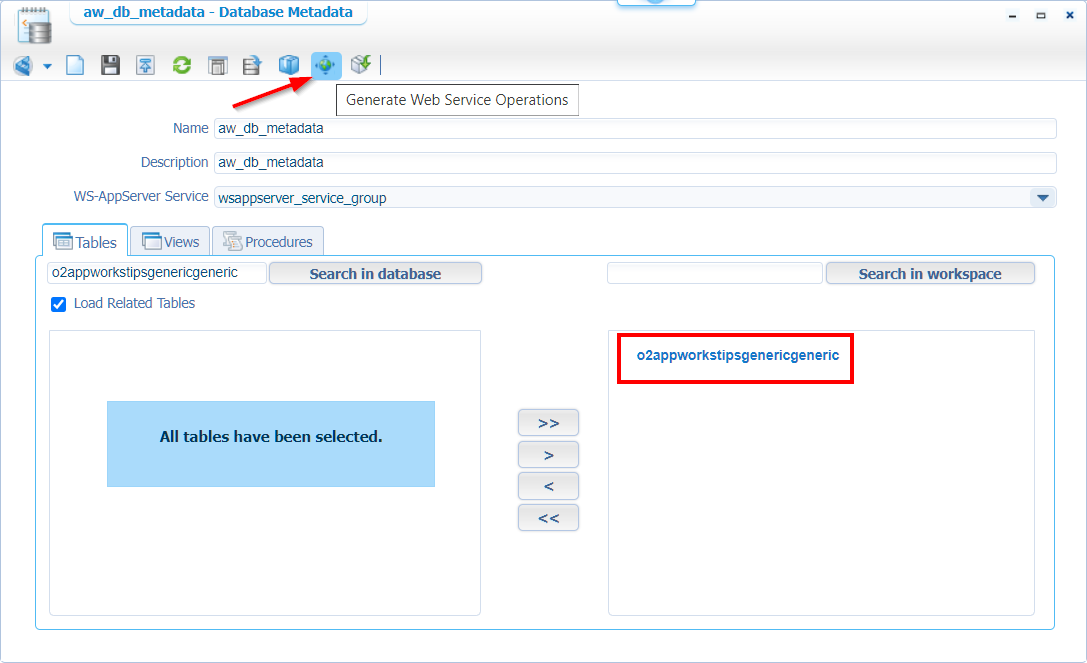 aw_db_metadata - Database Metadata
Generate Web Service Operations
Name aw_db_metadata
Description aw_db_metadata
WS-AppServer Service wsappserver_service_group
Tables Views Procedures
o2appworkstipsgenericgeneric Search in database Search in workspace
Load Related Tables
o2appworkstipsgenericgeneric
All tables have been selected.
>>
>
<
<<